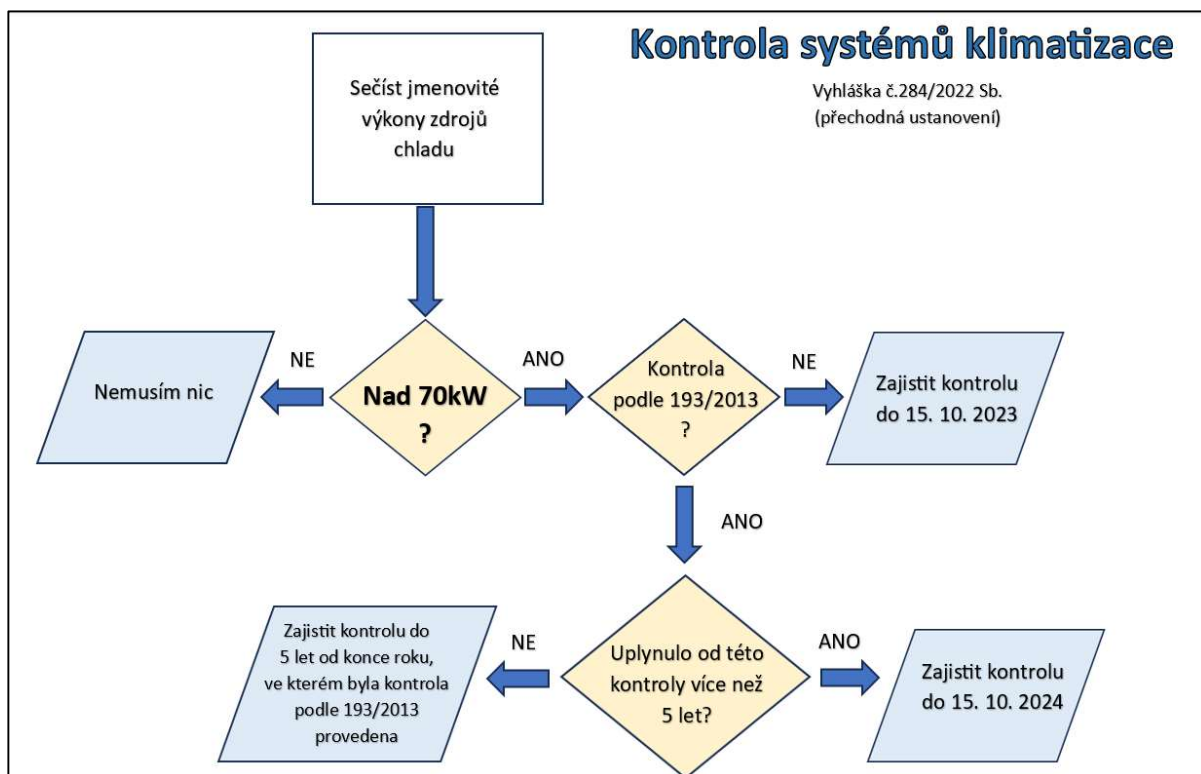 Kontrola systémů klimatizace
Vyhláška č.284/2022 Sb.
(přechodná ustanovení)
Sečíst jmenovité
výkony zdrojů
chladu
Nemusím nic
NE
Nad 70kW
?
ANO
Kontrola
podle 193/2013
?
NE
Zajistit kontrolu
do 15. 10. 2023
ANO
Zajistit kontrolu do
5 let od konce roku,
ve kterém byla kontrola
podle 193/2013
provedena
NE
Uplynulo od této
kontroly více než
5 let?
ANO
Zajistit kontrolu
do 15. 10. 2024